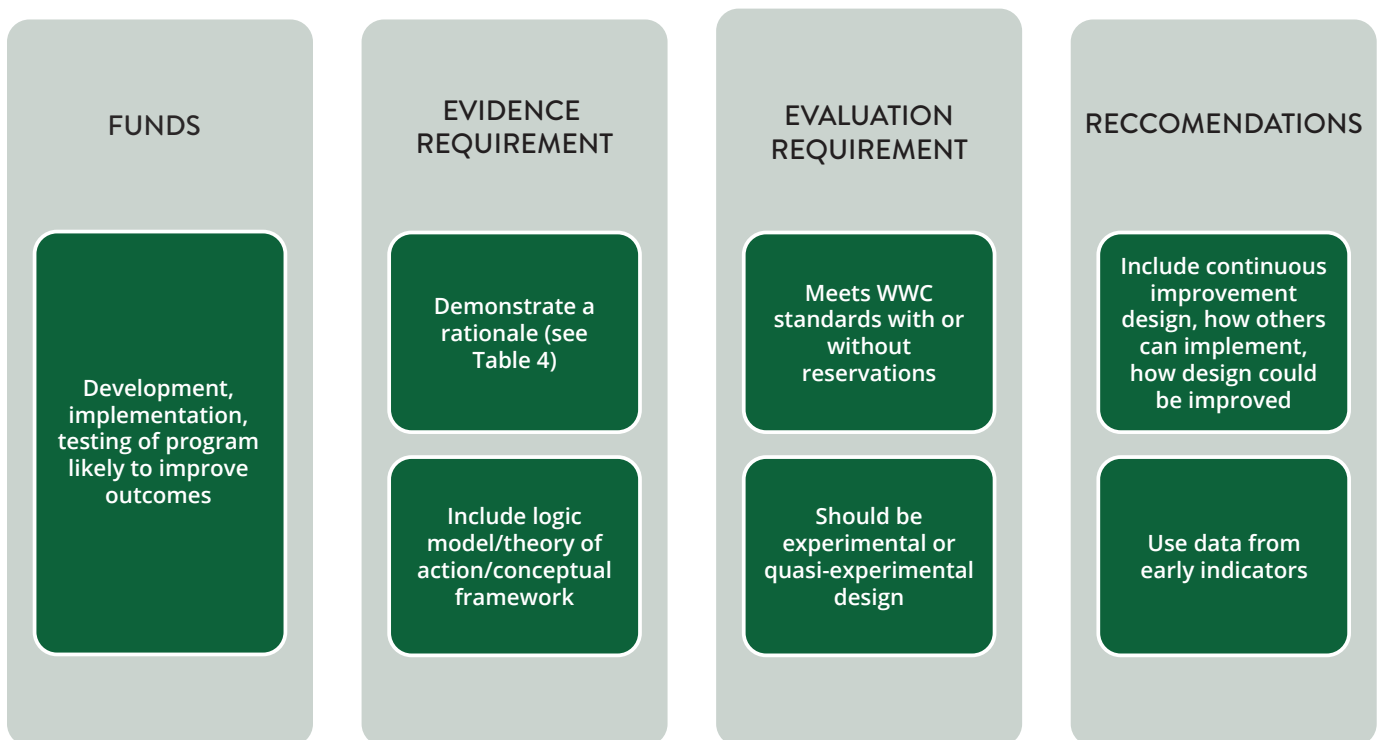 FUNDS
Development,
implementation,
testing of program
likely to improve
outcomes
EVIDENCE
REQUIREMENT
Demonstrate a
rationale (see
Table 4)
Include logic
model/theory of
action/conceptual
framework
EVALUATION
REQUIREMENT
Meets WWC
standards with or
without
reservations
Should be
experimental or
quasi-experimental
design
RECCOMENDATIONS
Include continuous
improvement
design, how others
can implement,
how design could
be improved
Use data from
early indicators